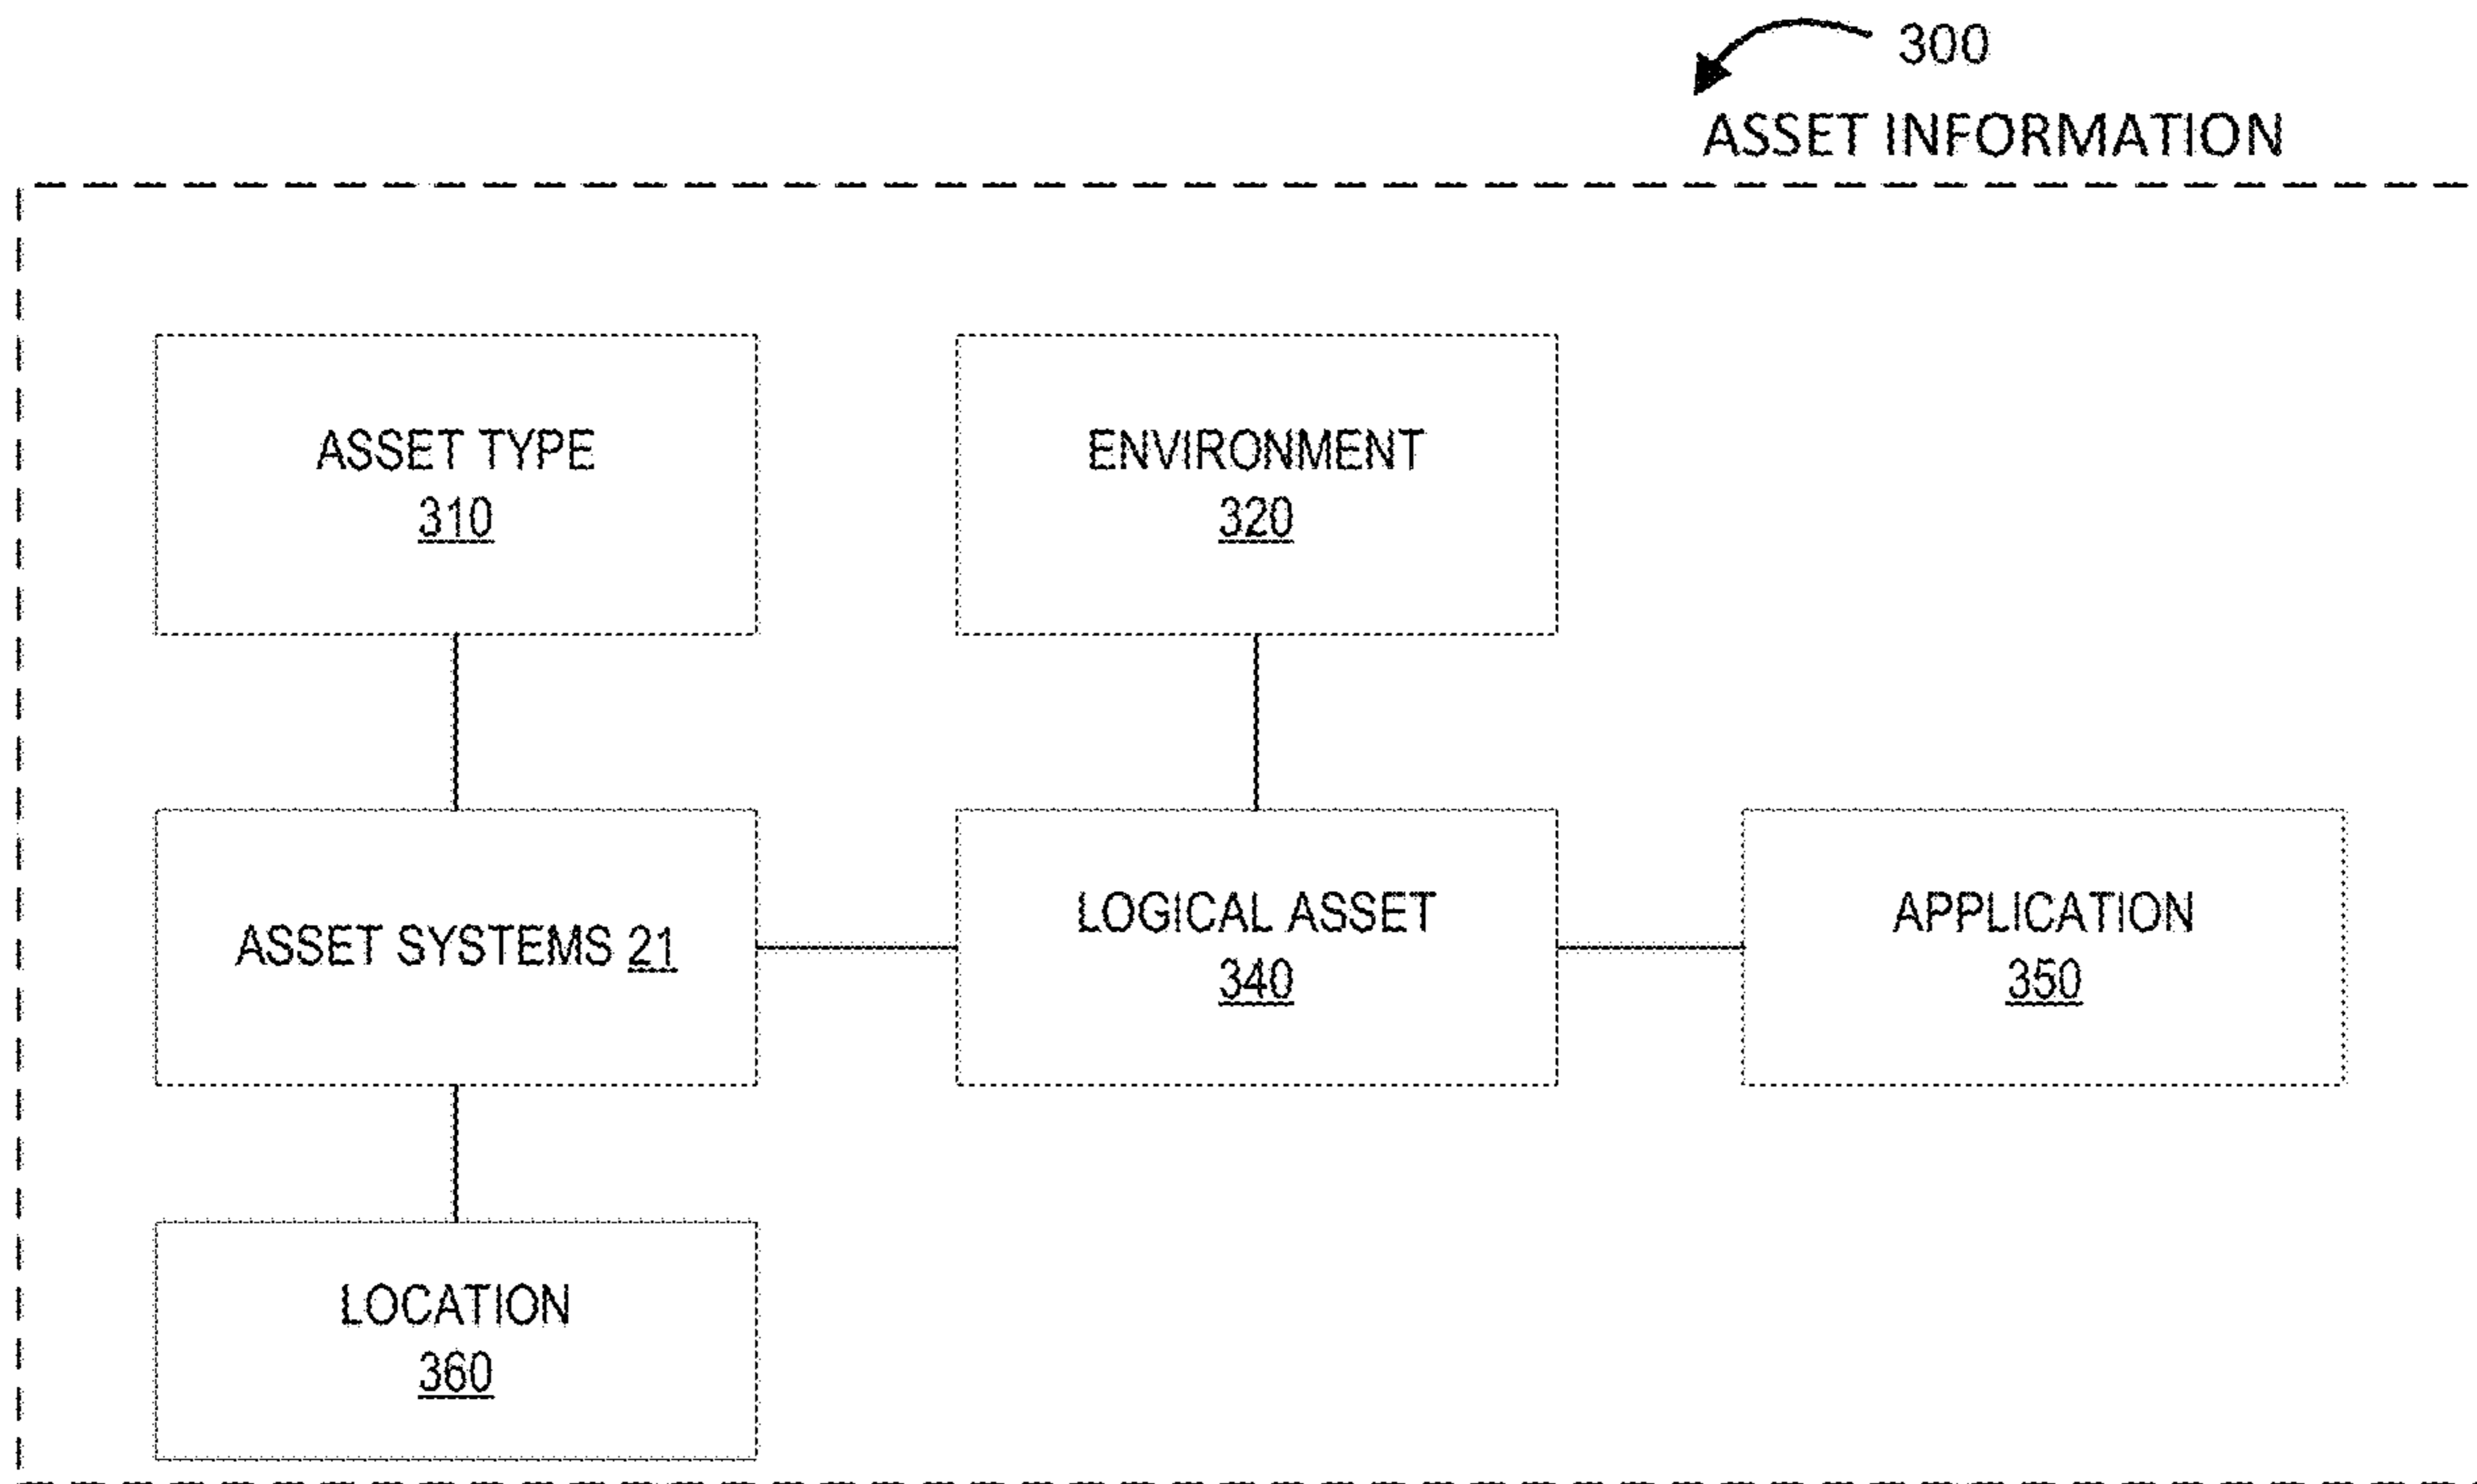 300
ASSET INFORMATION
ASSET TYPE
310
ENVIRONMENT
320
ASSET SYSTEMS 21
LOGICAL ASSET
340
APPLICATION
350
LOCATION
360